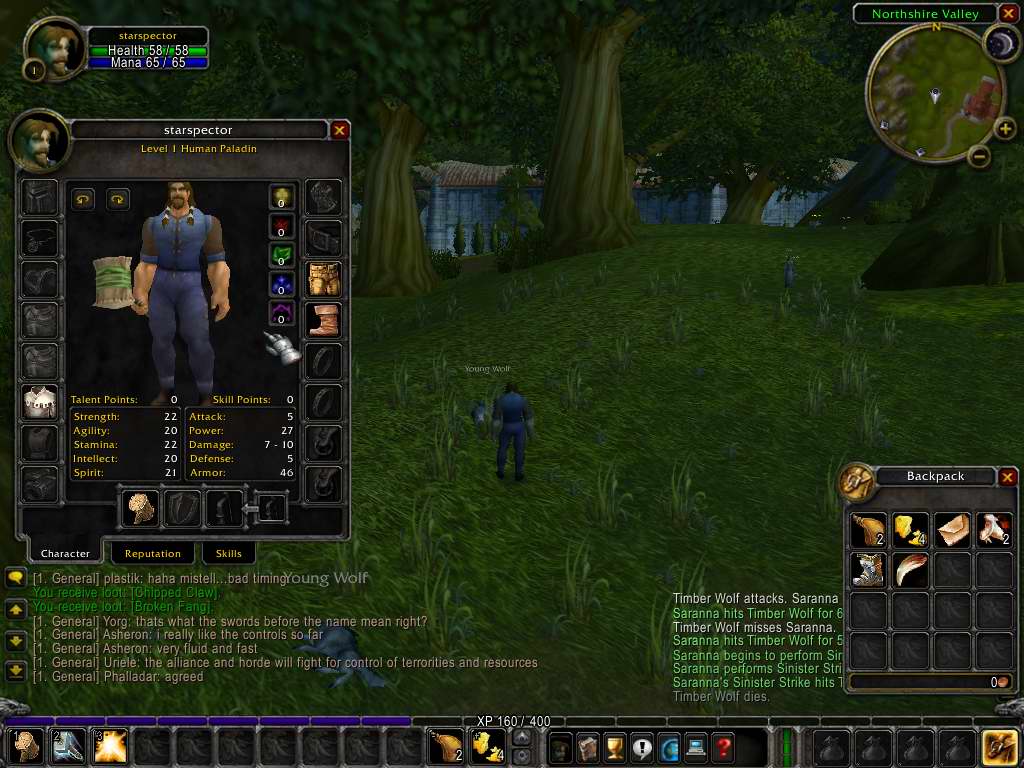 Northshire Valley
N
starspector
Health 58 / 58
Mana 65 / 65
1
starspector
Level 1 Human Paladin
0
0
0
0
0
Talent Points: 0 Skill Points: 0
Strength: 22 Attack: 5
Agility: 20 Power: 27
Stamina: 22 Damage: 7 - 10
Intellect: 20 Defense: 5
Spirit: 21 Armor: 46
Character Reputation Skills
Young Wolf
Young Wolf
Backpack
2 4 2
0
[1. General] plastik: haha mistell...bad timing
You receive loot: [Chipped Claw].
You receive loot: [Broken Fang].
[1. General] Yorg: thats what the swords before the name mean right?
[1. General] Asheron: i really like the controls so far
[1. General] Asheron: very fluid and fast
[1. General] Uriele: the alliance and horde will fight for control of terrorities and resources
[1. General] Phalladar: agreed
Timber Wolf attacks. Saranna
Saranna hits Timber Wolf for 6
Timber Wolf misses Saranna.
Saranna hits Timber Wolf for 5
Saranna begins to perform Sin
Saranna performs Sinister Stri
Saranna's Sinister Strike hits T
Timber Wolf dies.
XP 160 / 400
1 2 3 2 4